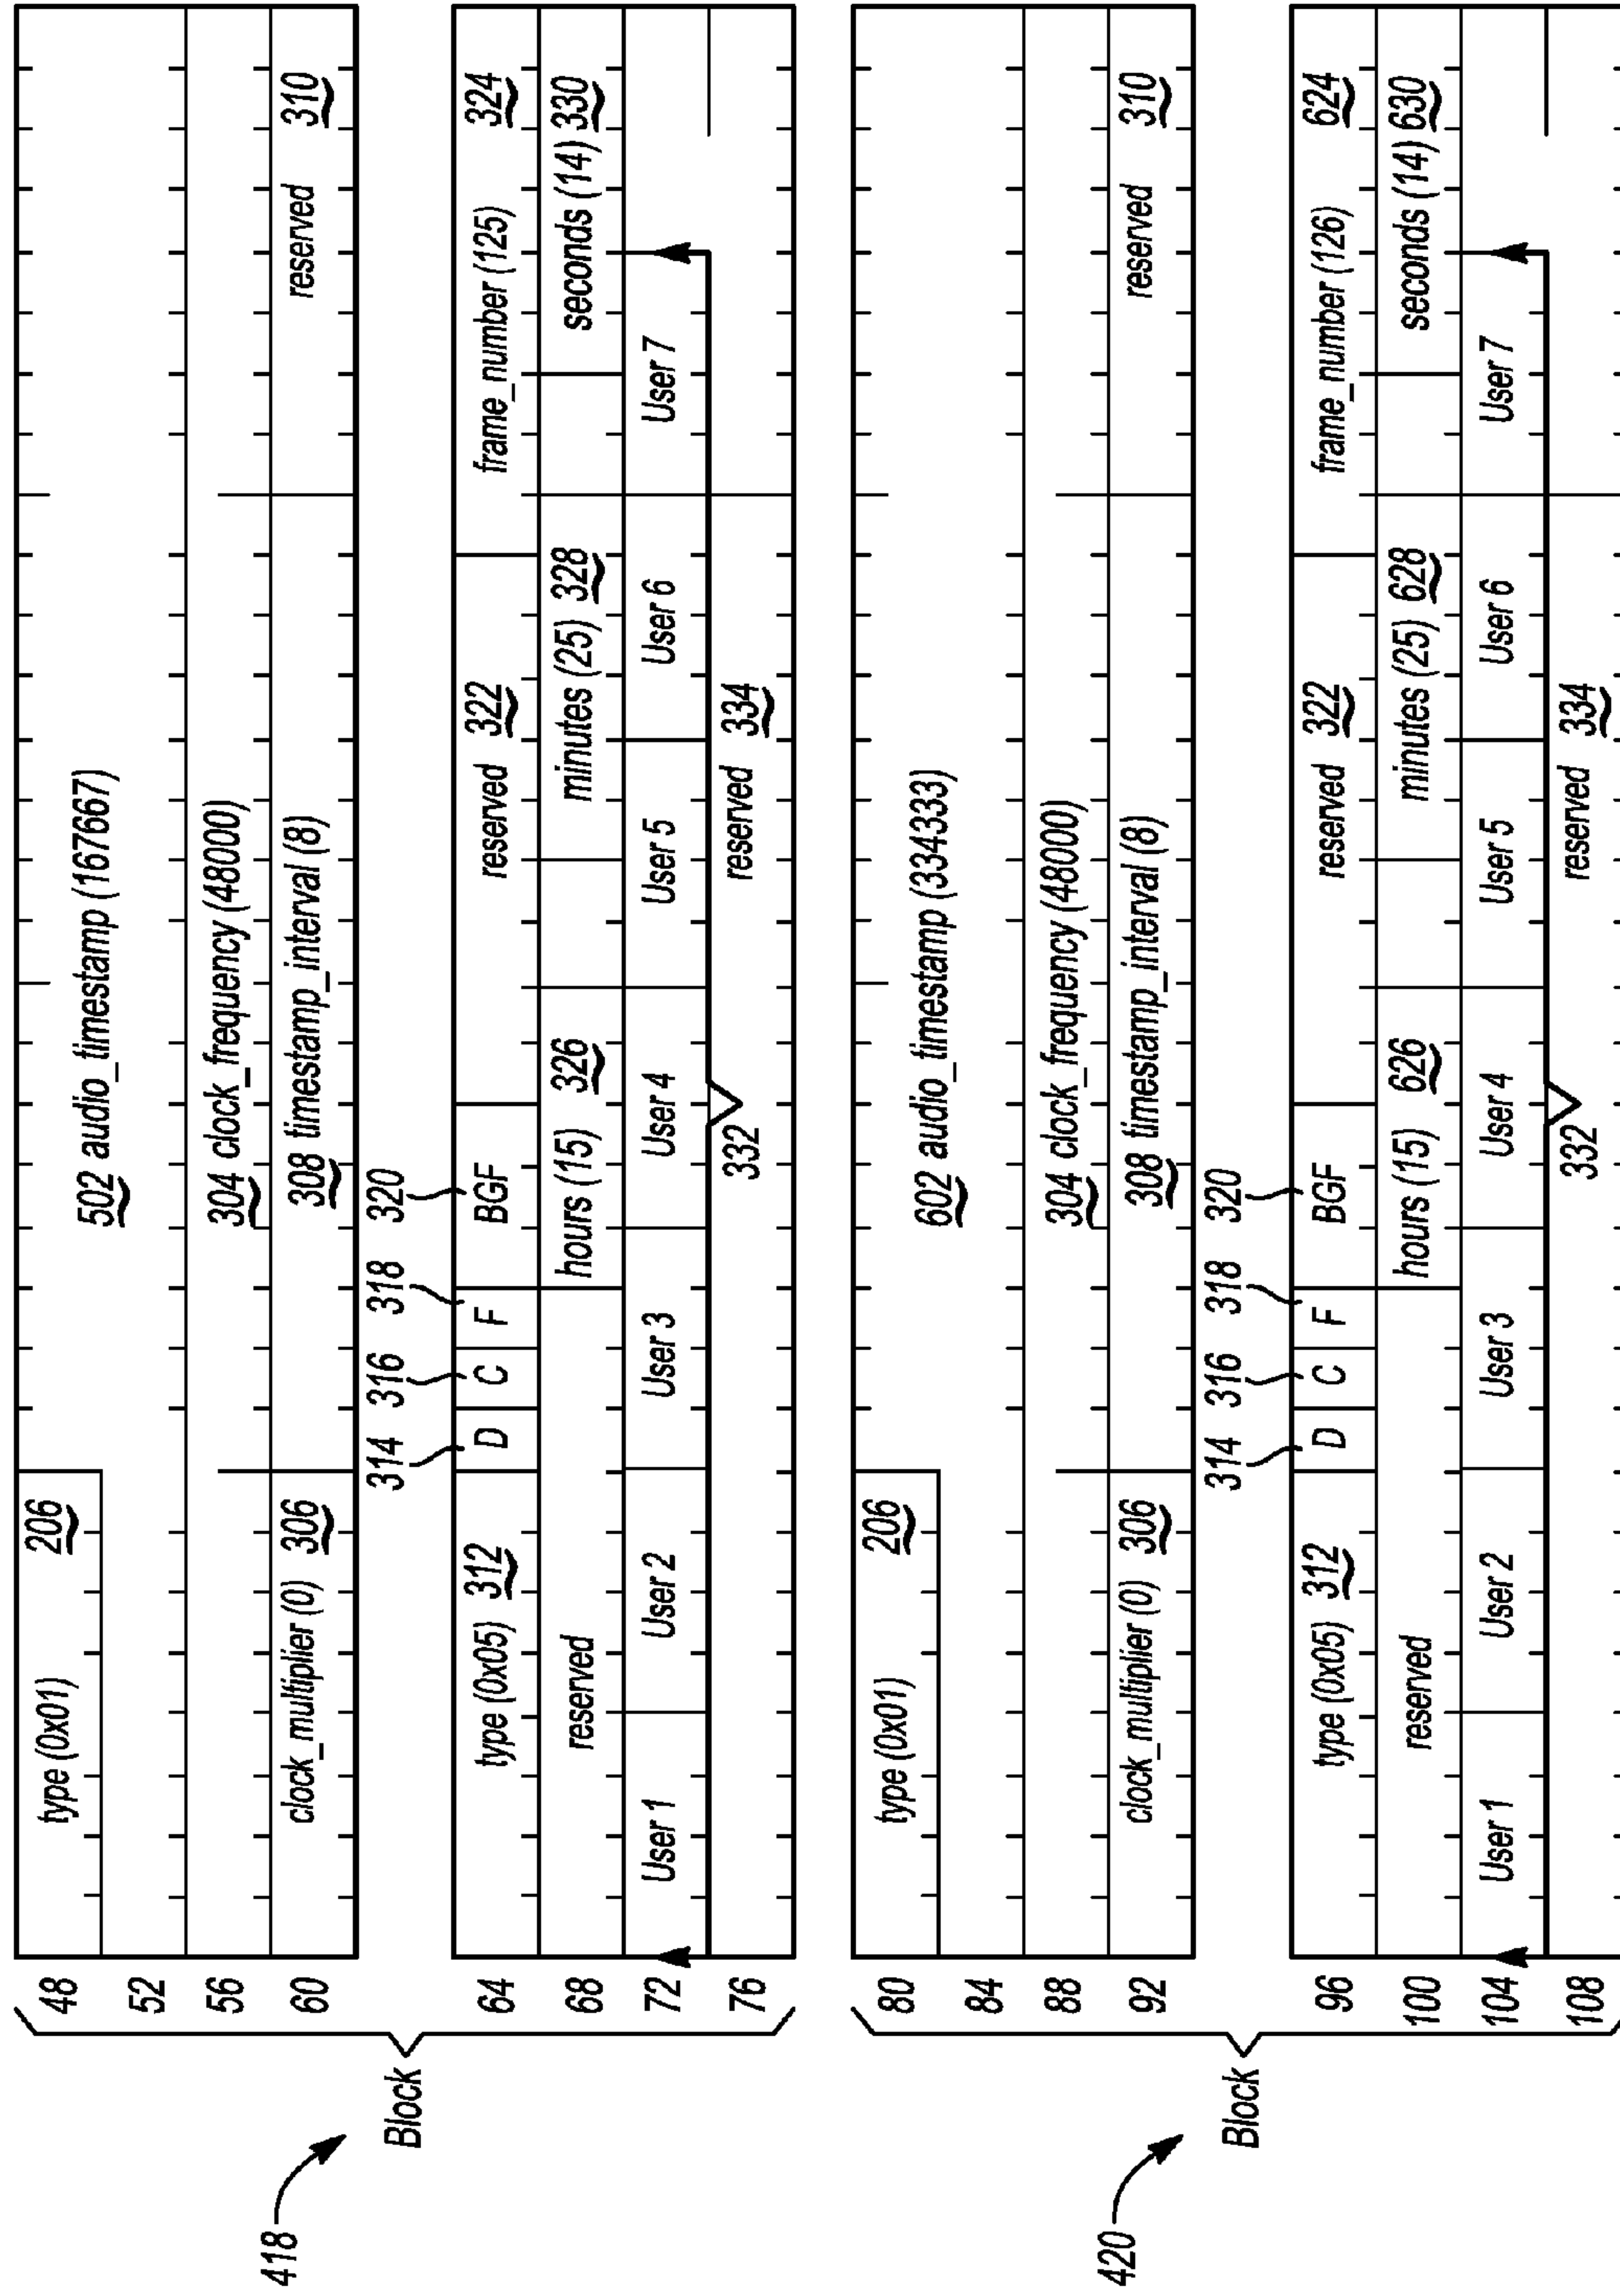 418
Block
48
type (0x01)
206
502 audio_timestamp (167667)
52
56
304 clock_frequency (48000)
60
clock_multiplier (0) 306
308 timestamp_interval (8)
reserved 310
314 316 318 320
64
type (0x05) 312
D
C
F
BGF
reserved 322
frame_number (125) 324
68
reserved
hours (15) 326
minutes (25) 328
seconds (14) 330
72
User 1
User 2
User 3
User 4
User 5
User 6
User 7
76
332
reserved 334
420
Block
80
type (0x01)
206
602 audio_timestamp (334333)
84
88
304 clock_frequency (48000)
92
clock_multiplier (0) 306
308 timestamp_interval (8)
reserved 310
314 316 318 320
96
type (0x05) 312
D
C
F
BGF
reserved 322
frame_number (126) 624
100
reserved
hours (15) 626
minutes (25) 628
seconds (14) 630
104
User 1
User 2
User 3
User 4
User 5
User 6
User 7
108
332
reserved 334